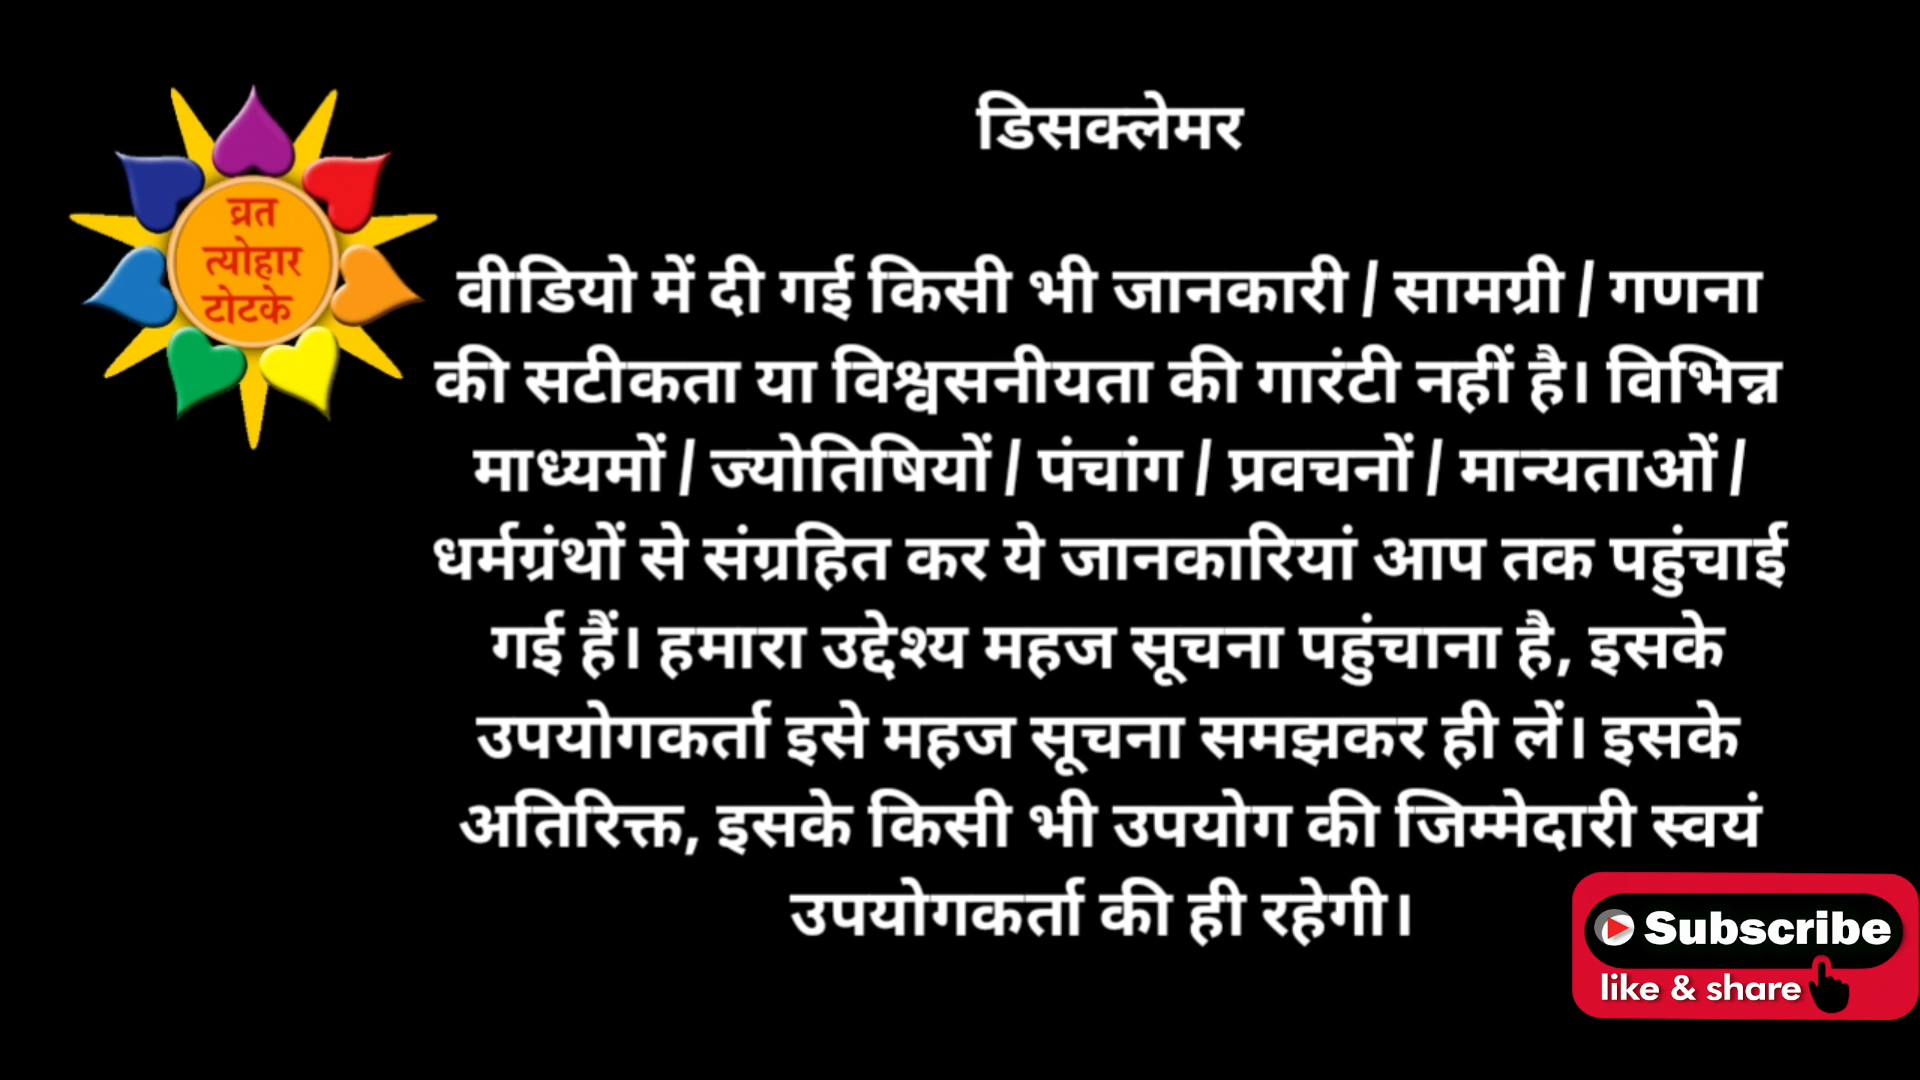 व्रत
त्योहार
टोटके
डिसक्लेमर
वीडियो में दी गई किसी भी जानकारी / सामग्री / गणना
की सटीकता या विश्वसनीयता की गारंटी नहीं है। विभिन्न
माध्यमों / ज्योतिषियों / पंचांग / प्रवचनों / मान्यताओं /
धर्मग्रंथों से संग्रहित कर ये जानकारियां आप तक पहुंचाई
गई हैं। हमारा उद्देश्य महज सूचना पहुंचाना है, इसके
उपयोगकर्ता इसे महज सूचना समझकर ही लें। इसके
अतिरिक्त, इसके किसी भी उपयोग की जिम्मेदारी स्वयं
उपयोगकर्ता की ही रहेगी।
Subscribe
like & share